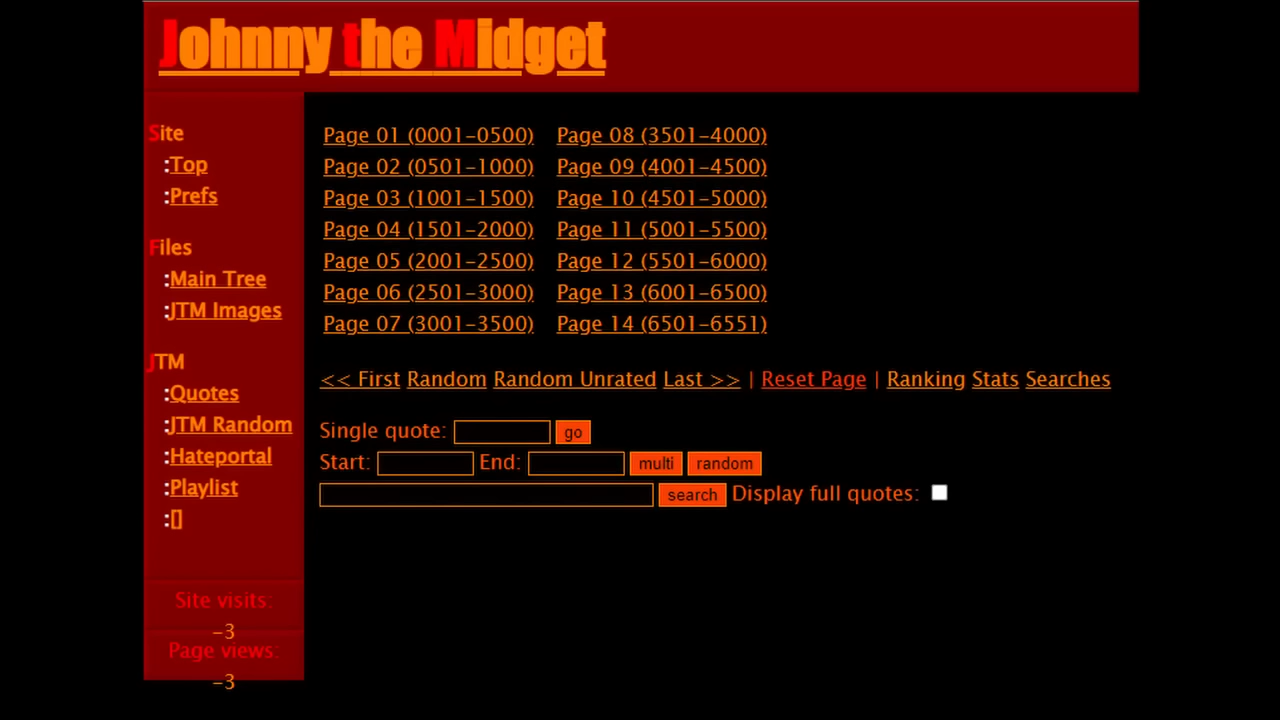 Johnny the Midget
Site
:Top
:Prefs
Files
:Main Tree
:JTM Images
JTM
:Quotes
:JTM Random
:Hateportal
:Playlist
:[]
Site visits:
-3
Page views:
-3
Page 01 (0001-0500) Page 08 (3501-4000)
Page 02 (0501-1000) Page 09 (4001-4500)
Page 03 (1001-1500) Page 10 (4501-5000)
Page 04 (1501-2000) Page 11 (5001-5500)
Page 05 (2001-2500) Page 12 (5501-6000)
Page 06 (2501-3000) Page 13 (6001-6500)
Page 07 (3001-3500) Page 14 (6501-6551)
<< First Random Random Unrated Last >> | Reset Page | Ranking Stats Searches
Single quote: go
Start: End: multi random
search Display full quotes: